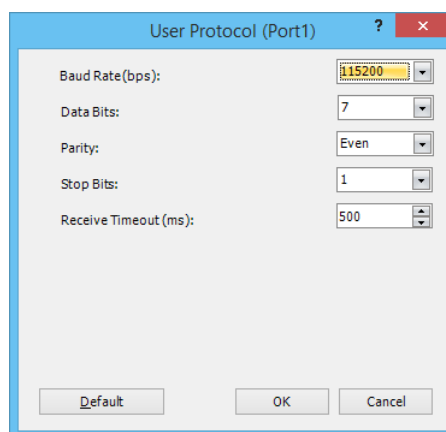 User Protocol (Port1) ? ×
Baud Rate(bps): 115200
Data Bits: 7
Parity: Even
Stop Bits: 1
Receive Timeout (ms): 500
Default OK Cancel